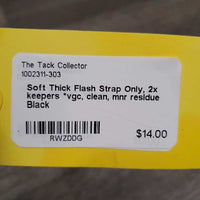 The Tack Collector
1002311-303
Soft Thick Flash Strap Only, 2x
keepers *vgc, clean, mnr residue
Black
$14.00
RWZDDG